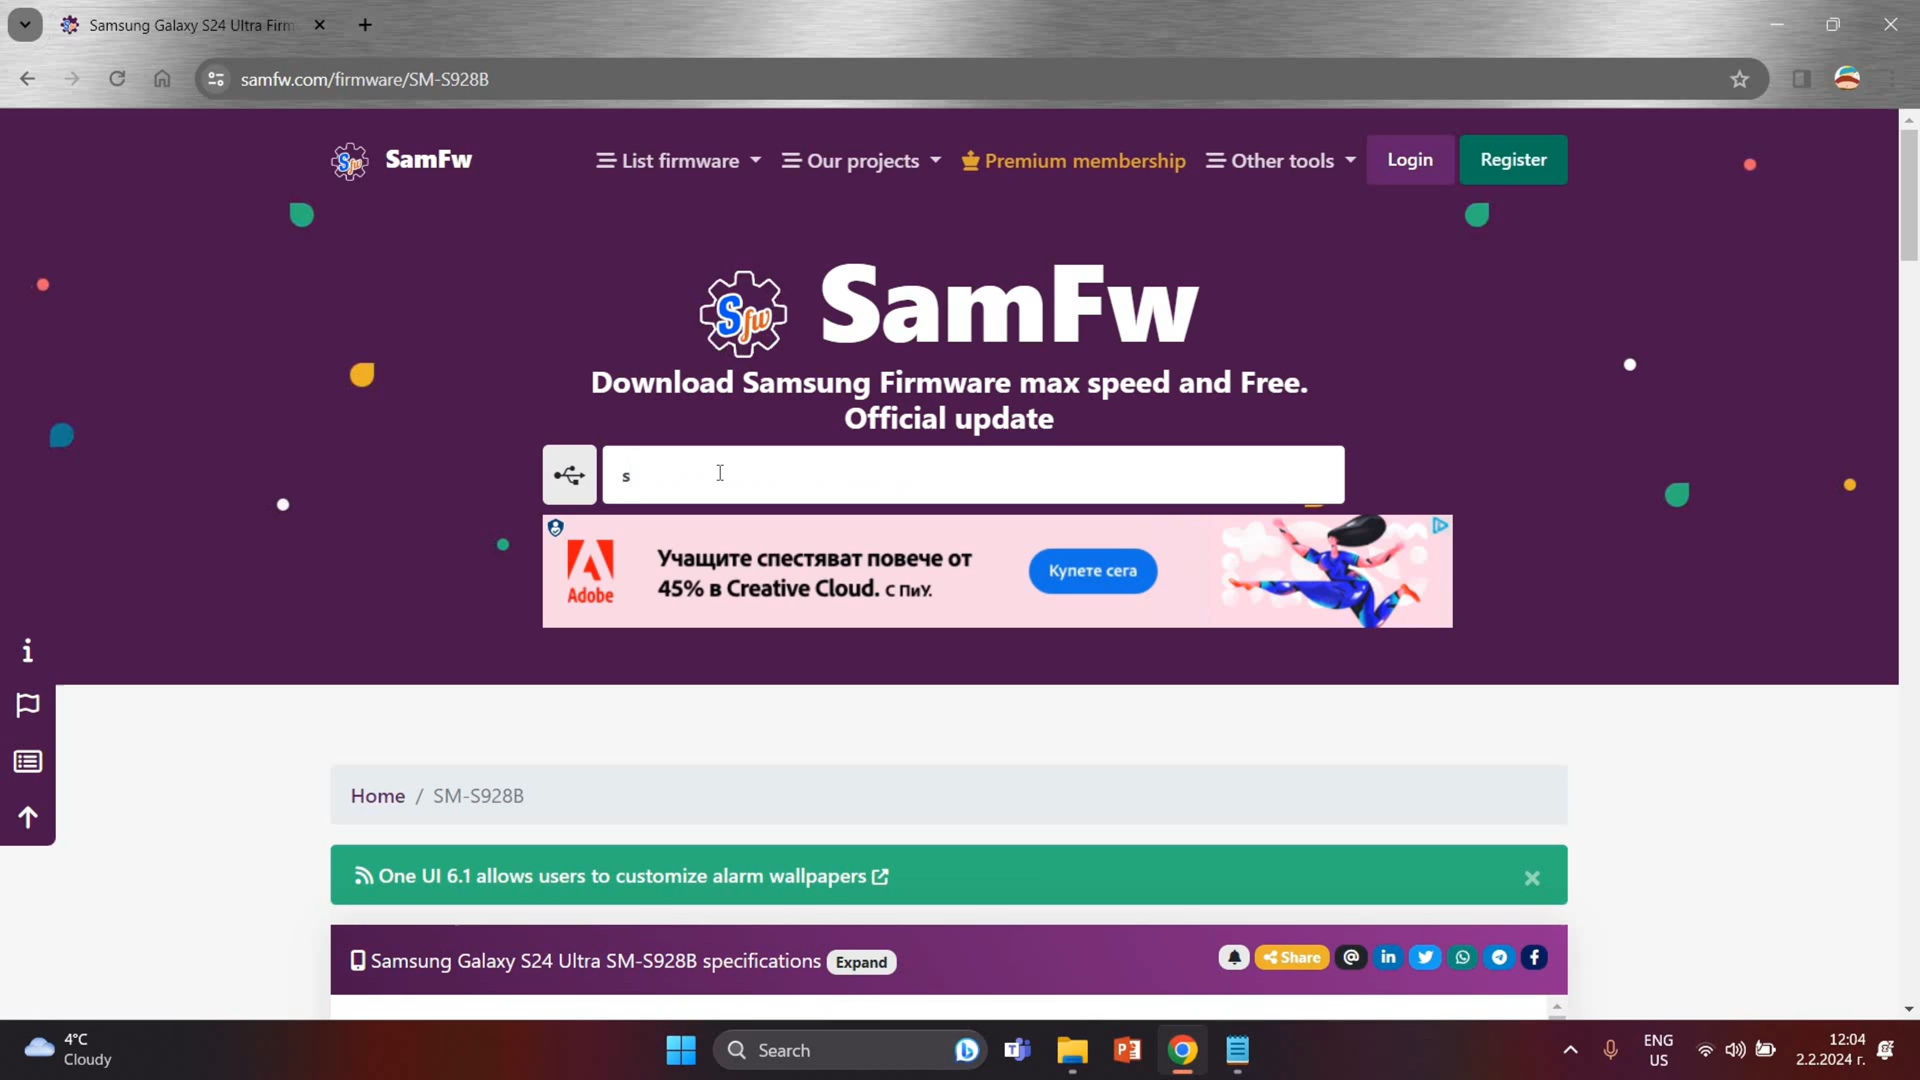 Samsung Galaxy S24 Ultra Firm
samfw.com/firmware/SM-S928B
Sfw SamFw
List firmware
Our projects
Premium membership
Other tools
Login
Register
Sfw SamFw
Download Samsung Firmware max speed and Free.
Official update
s
Adobe
Учащите спестяват повече от
45% в Creative Cloud. С ПиУ.
Купете сега
Home / SM-S928B
One UI 6.1 allows users to customize alarm wallpapers
Samsung Galaxy S24 Ultra SM-S928B specifications Expand
Share
4°C
Cloudy
Search
ENG
US
12:04
2.2.2024 г.